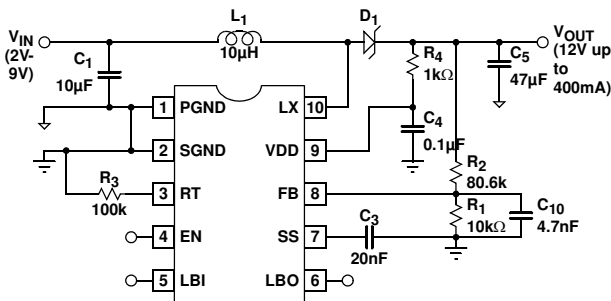 L1
10µH
D1
VIN
(2V-
9V)
C1
10µF
R4
1kΩ
C5
47µF
VOUT
(12V up
to
400mA)
1 PGND
LX 10
C4
0.1µF
2 SGND
VDD 9
R2
80.6k
R3
100k
3 RT
FB 8
R1
10kΩ
C10
4.7nF
4 EN
SS 7
C3
20nF
5 LBI
LBO 6